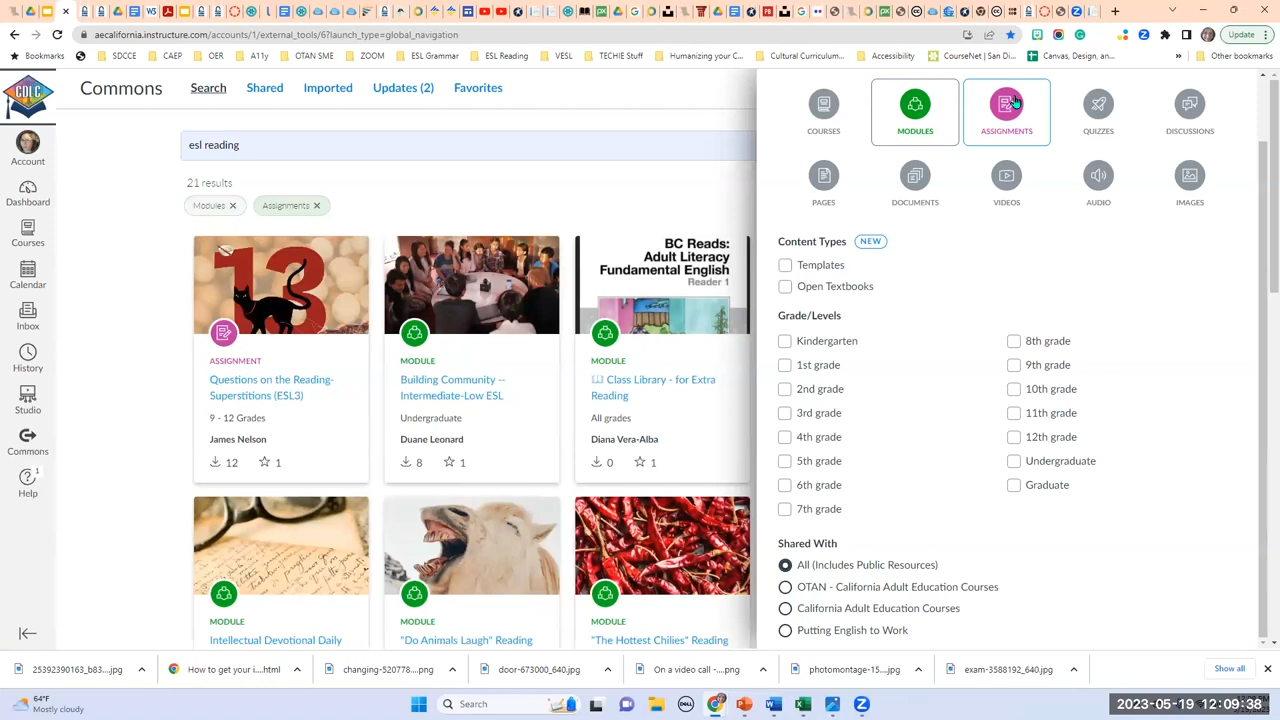 aecalifornia.instructure.com/accounts/1/external_tools/6?launch_type=global_navigation
Update
Bookmarks
SDCCE
CAEP
OER
A11y
OTAN SME
ZOOM
ESL Grammar
ESL Reading
VESL
TECHIE Stuff
Humanizing your C...
Cultural Curriculum...
Accessibility
CourseNet | San Di...
Canvas, Design, an...
»
Other bookmarks
CDLC
Account
Dashboard
Courses
Calendar
Inbox
History
Studio
Commons
1
Help
Commons
Search
Shared
Imported
Updates (2)
Favorites
esl reading
21 results
Modules
Assignments
ASSIGNMENT
Questions on the Reading-
Superstitions (ESL3)
9 - 12 Grades
James Nelson
12
1
MODULE
Building Community --
Intermediate-Low ESL
Undergraduate
Duane Leonard
8
1
BC Reads:
Adult Literacy
Fundamental English
Reader 1
MODULE
Class Library - for Extra
Reading
All grades
Diana Vera-Alba
0
1
MODULE
Intellectual Devotional Daily
MODULE
"Do Animals Laugh" Reading
MODULE
"The Hottest Chilies" Reading
COURSES
MODULES
ASSIGNMENTS
QUIZZES
DISCUSSIONS
PAGES
DOCUMENTS
VIDEOS
AUDIO
IMAGES
Content Types
NEW
Templates
Open Textbooks
Grade/Levels
Kindergarten
8th grade
1st grade
9th grade
2nd grade
10th grade
3rd grade
11th grade
4th grade
12th grade
5th grade
Undergraduate
6th grade
Graduate
7th grade
Shared With
All (Includes Public Resources)
OTAN - California Adult Education Courses
California Adult Education Courses
Putting English to Work
25392390163_b83....jpg
How to get your i....html
changing-520778....png
door-673000_640.jpg
On a video call -....png
photomontage-15....jpg
exam-3588192_640.jpg
Show all
64°F
Mostly cloudy
Search
2023-05-19 12:09:38